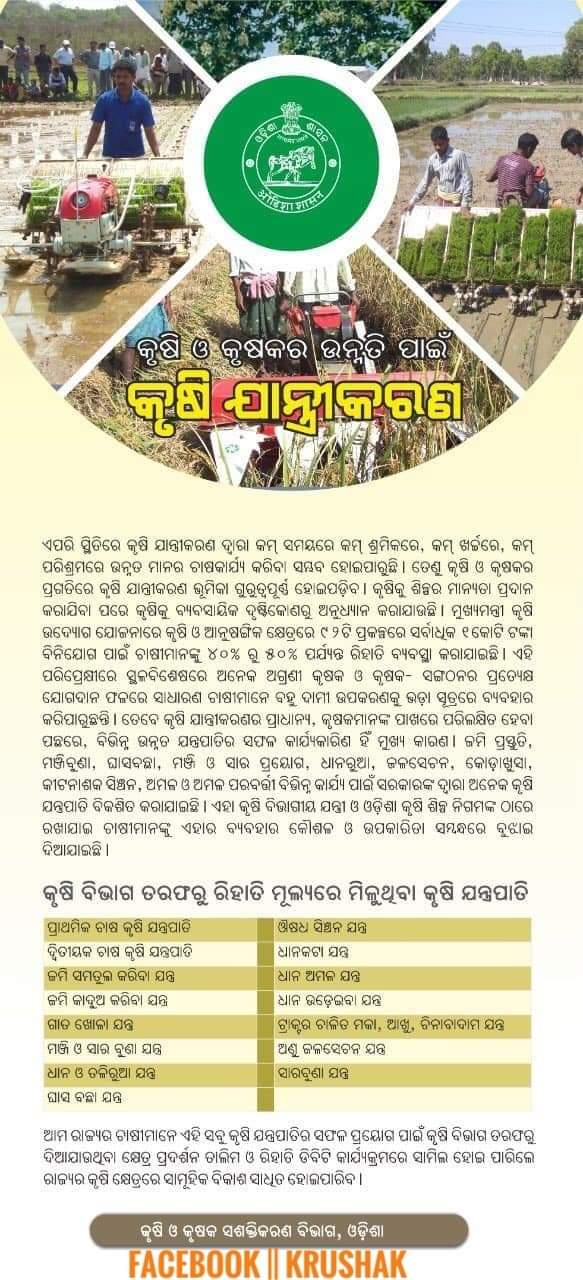 ଓଡ଼ିଶା ଶାସନ
ओड़िशा शासन
କୃଷି ଓ କୃଷକର ଉନ୍ନତି ପାଇଁ
କୃଷି ଯାନ୍ତ୍ରୀକରଣ
ଏପରି ସ୍ଥିତିରେ କୃଷି ଯାନ୍ତ୍ରୀକରଣ ଦ୍ୱାରା କମ୍ ସମୟରେ କମ୍ ଶ୍ରମିକରେ, କମ୍ ଖର୍ଚ୍ଚରେ, କମ୍
ପରିଶ୍ରମରେ ଉନ୍ନତ ମାନର ଚାଷକାର୍ଯ୍ୟ କରିବା ସମ୍ଭବ ହୋଇପାରୁଛି । ତେଣୁ କୃଷି ଓ କୃଷକର
ପ୍ରଗତିରେ କୃଷି ଯାନ୍ତ୍ରୀକରଣ ଭୂମିକା ଗୁରୁତ୍ୱପୂର୍ଣ୍ଣ ହୋଇପଡ଼ିବ । କୃଷିକୁ ଶିଳ୍ପର ମାନ୍ୟତା ପ୍ରଦାନ
କରାଯିବା ପରେ କୃଷିକୁ ବ୍ୟବସାୟିକ ଦୃଷ୍ଟିକୋଣରୁ ଅନୁଧ୍ୟାନ କରାଯାଉଛି । ମୁଖ୍ୟମନ୍ତ୍ରୀ କୃଷି
ଉଦ୍ୟୋଗ ଯୋଜନାରେ କୃଷି ଓ ଆନୁଷଙ୍ଗିକ କ୍ଷେତ୍ରରେ ୯୨ଟି ପ୍ରକଳ୍ପରେ ସର୍ବାଧିକ ୧କୋଟି ଟଙ୍କା
ବିନିଯୋଗ ପାଇଁ ଚାଷୀମାନଙ୍କୁ ୪୦% ରୁ ୫୦% ପର୍ଯ୍ୟନ୍ତ ରିହାତି ବ୍ୟବସ୍ଥା କରାଯାଇଛି । ଏହି
ପରିପ୍ରେକ୍ଷୀରେ ସ୍ଥଳବିଶେଷରେ ଅନେକ ଅଗ୍ରଣୀ କୃଷକ ଓ କୃଷକ- ସଙ୍ଗଠନର ପ୍ରତ୍ୟେକ୍ଷ
ଯୋଗଦାନ ଫଳରେ ସାଧାରଣ ଚାଷୀମାନେ ବହୁ ଦାମୀ ଉପକରଣକୁ ଭଡ଼ା ସୂତ୍ରରେ ବ୍ୟବହାର
କରିପାରୁଛନ୍ତି । ତେବେ କୃଷି ଯାନ୍ତ୍ରୀକରଣର ପ୍ରାଧାନ୍ୟ, କୃଷକମାନଙ୍କ ପାଖରେ ପରିଲକ୍ଷିତ ହେବା
ପଛରେ, ବିଭିନ୍ନ ଉନ୍ନତ ଯନ୍ତ୍ରପାତିର ସଫଳ କାର୍ଯ୍ୟକାରିଣ ହିଁ ମୁଖ୍ୟ କାରଣ । ଜମି ପ୍ରସ୍ତୁତି,
ମଞ୍ଜିବୁଣା, ଘାସବଛା, ମଞ୍ଜି ଓ ସାର ପ୍ରୟୋଗ, ଧାନରୁଆ, ଜଳସେଚନ, କୋଡ଼ାଖୁସା,
କୀଟନାଶକ ସିଞ୍ଚନ, ଅମଳ ଓ ଅମଳ ପରବର୍ତ୍ତୀ ବିଭିନ୍ନ କାର୍ଯ୍ୟ ପାଇଁ ସରକାରଙ୍କ ଦ୍ୱାରା ଅନେକ କୃଷି
ଯନ୍ତ୍ରପାତି ବିକଶିତ କରାଯାଇଛି । ଏହା କୃଷି ବିଭାଗୀୟ ଯନ୍ତ୍ରୀ ଓ ଓଡ଼ିଶା କୃଷି ଶିଳ୍ପ ନିଗମଙ୍କ ଠାରେ
ରଖାଯାଇ ଚାଷୀମାନଙ୍କୁ ଏହାର ବ୍ୟବହାର କୌଶଳ ଓ ଉପକାରିତା ସମ୍ବନ୍ଧରେ ବୁଝାଇ
ଦିଆଯାଇଛି ।
କୃଷି ବିଭାଗ ତରଫରୁ ରିହାତି ମୂଲ୍ୟରେ ମିଳୁଥିବା କୃଷି ଯନ୍ତ୍ରପାତି
ପ୍ରାଥମିକ ଚାଷ କୃଷି ଯନ୍ତ୍ରପାତି ଔଷଧ ସିଞ୍ଚନ ଯନ୍ତ୍ର
ଦ୍ୱିତୀୟକ ଚାଷ କୃଷି ଯନ୍ତ୍ରପାତି ଧାନକଟା ଯନ୍ତ୍ର
ଜମି ସମତୁଲ କରିବା ଯନ୍ତ୍ର ଧାନ ଅମଳ ଯନ୍ତ୍ର
ଜମି କାଦୁଅ କରିବା ଯନ୍ତ୍ର ଧାନ ଉଡ଼େଇବା ଯନ୍ତ୍ର
ଗାତ ଖୋଳା ଯନ୍ତ୍ର ଟ୍ରାକ୍ଟର ଚାଳିତ ମକା, ଆଖୁ, ଚିନାବାଦାମ ଯନ୍ତ୍ର
ମଞ୍ଜି ଓ ସାର ବୁଣା ଯନ୍ତ୍ର ଅଣୁ ଜଳସେଚନ ଯନ୍ତ୍ର
ଧାନ ଓ ତଳିରୁଆ ଯନ୍ତ୍ର ସାରବୁଣା ଯନ୍ତ୍ର
ଘାସ ବଛା ଯନ୍ତ୍ର
ଆମ ରାଜ୍ୟର ଚାଷୀମାନେ ଏହି ସବୁ କୃଷି ଯନ୍ତ୍ରପାତିର ସଫଳ ପ୍ରୟୋଗ ପାଇଁ କୃଷି ବିଭାଗ ତରଫରୁ
ଦିଆଯାଉଥିବା କ୍ଷେତ୍ର ପ୍ରଦର୍ଶନ ତାଲିମ ଓ ରିହାତି ଡିବିଟି କାର୍ଯ୍ୟକ୍ରମରେ ସାମିଲ ହୋଇ ପାରିଲେ
ରାଜ୍ୟର କୃଷି କ୍ଷେତ୍ରରେ ସାମୂହିକ ବିକାଶ ସାଧିତ ହୋଇପାରିବ ।
କୃଷି ଓ କୃଷକ ସଶକ୍ତିକରଣ ବିଭାଗ, ଓଡ଼ିଶା
FACEBOOK || KRUSHAK